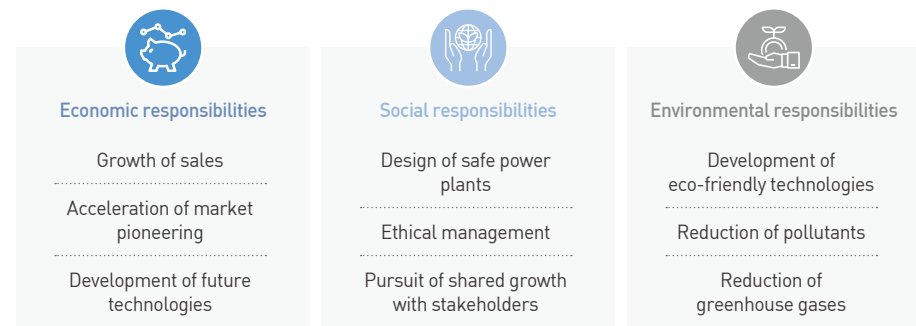 Economic responsibilities
Growth of sales
Acceleration of market
pioneering
Development of future
technologies
Social responsibilities
Design of safe power
plants
Ethical management
Pursuit of shared growth
with stakeholders
Environmental responsibilities
Development of
eco-friendly technologies
Reduction of pollutants
Reduction of
greenhouse gases